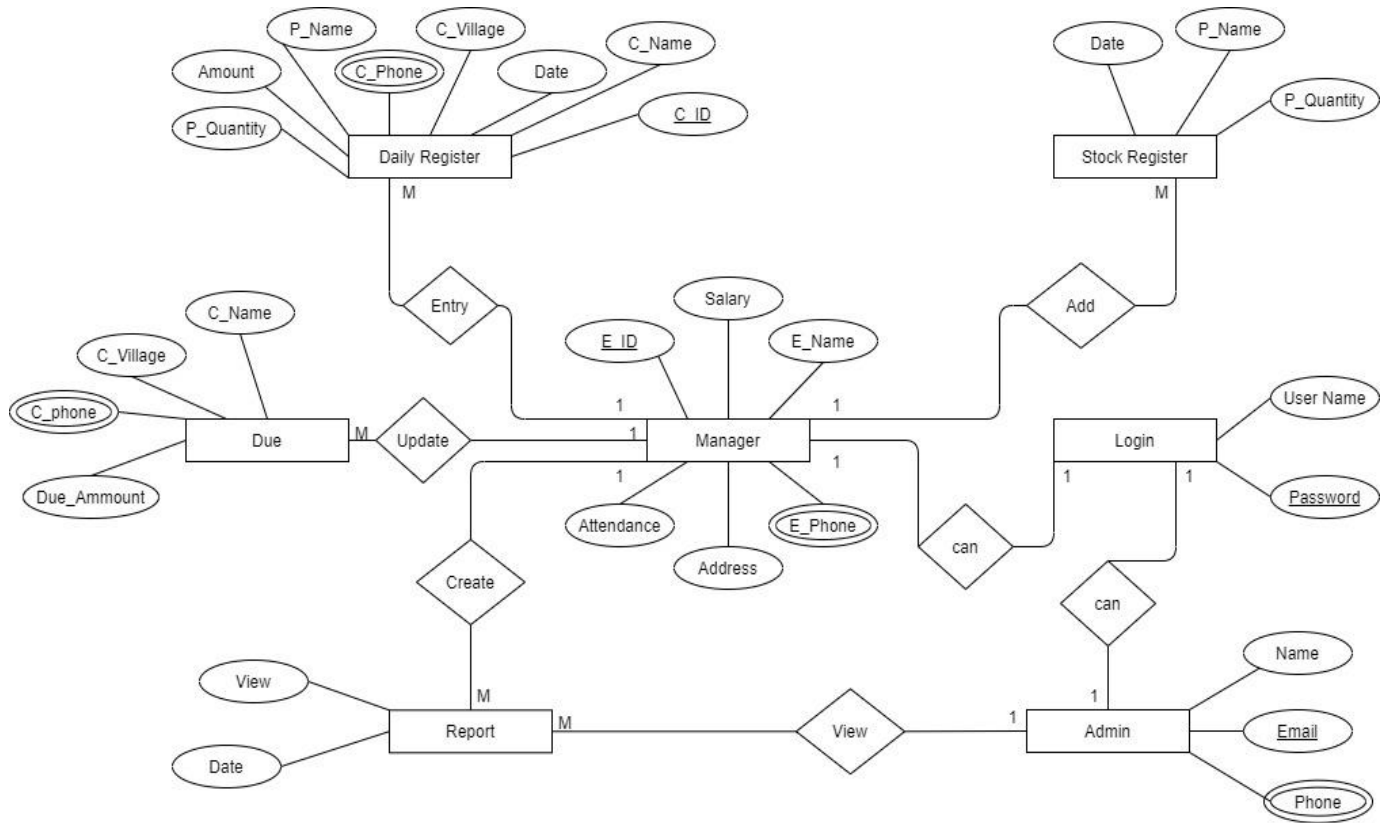 P_Name
C_Village
C_Name
P_Name
Date
Amount
C_Phone
Date
P_Quantity
C_ID
P_Quantity
Daily Register
Stock Register
M
M
Entry
Salary
Add
C_Name
E_ID
E_Name
C_Village
User Name
C_phone
1
1
Due
M
Update
1
Manager
Login
1
1
1
1
Due_Ammount
Attendance
E_Phone
Password
can
Address
Create
can
Name
View
M
1
M
1
Report
View
Admin
Email
Date
Phone